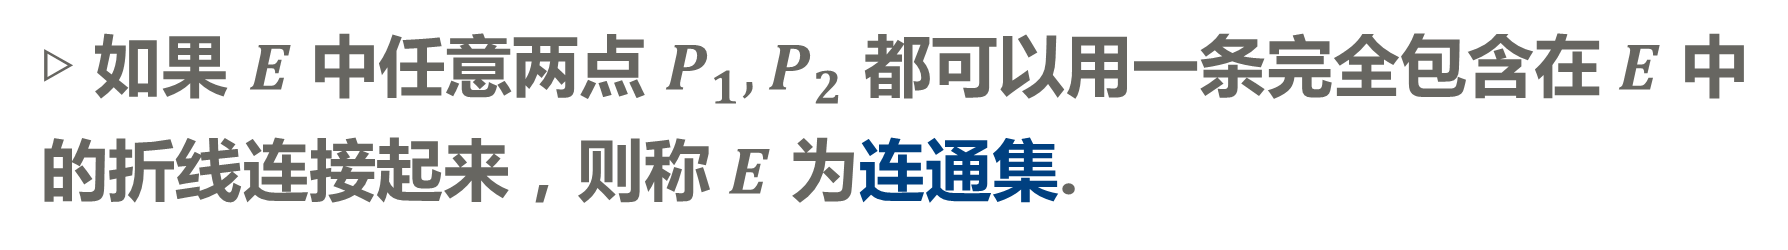 ▷ 如果 E 中任意两点 P₁, P₂ 都可以用一条完全包含在 E 中
的折线连接起来，则称 E 为连通集.